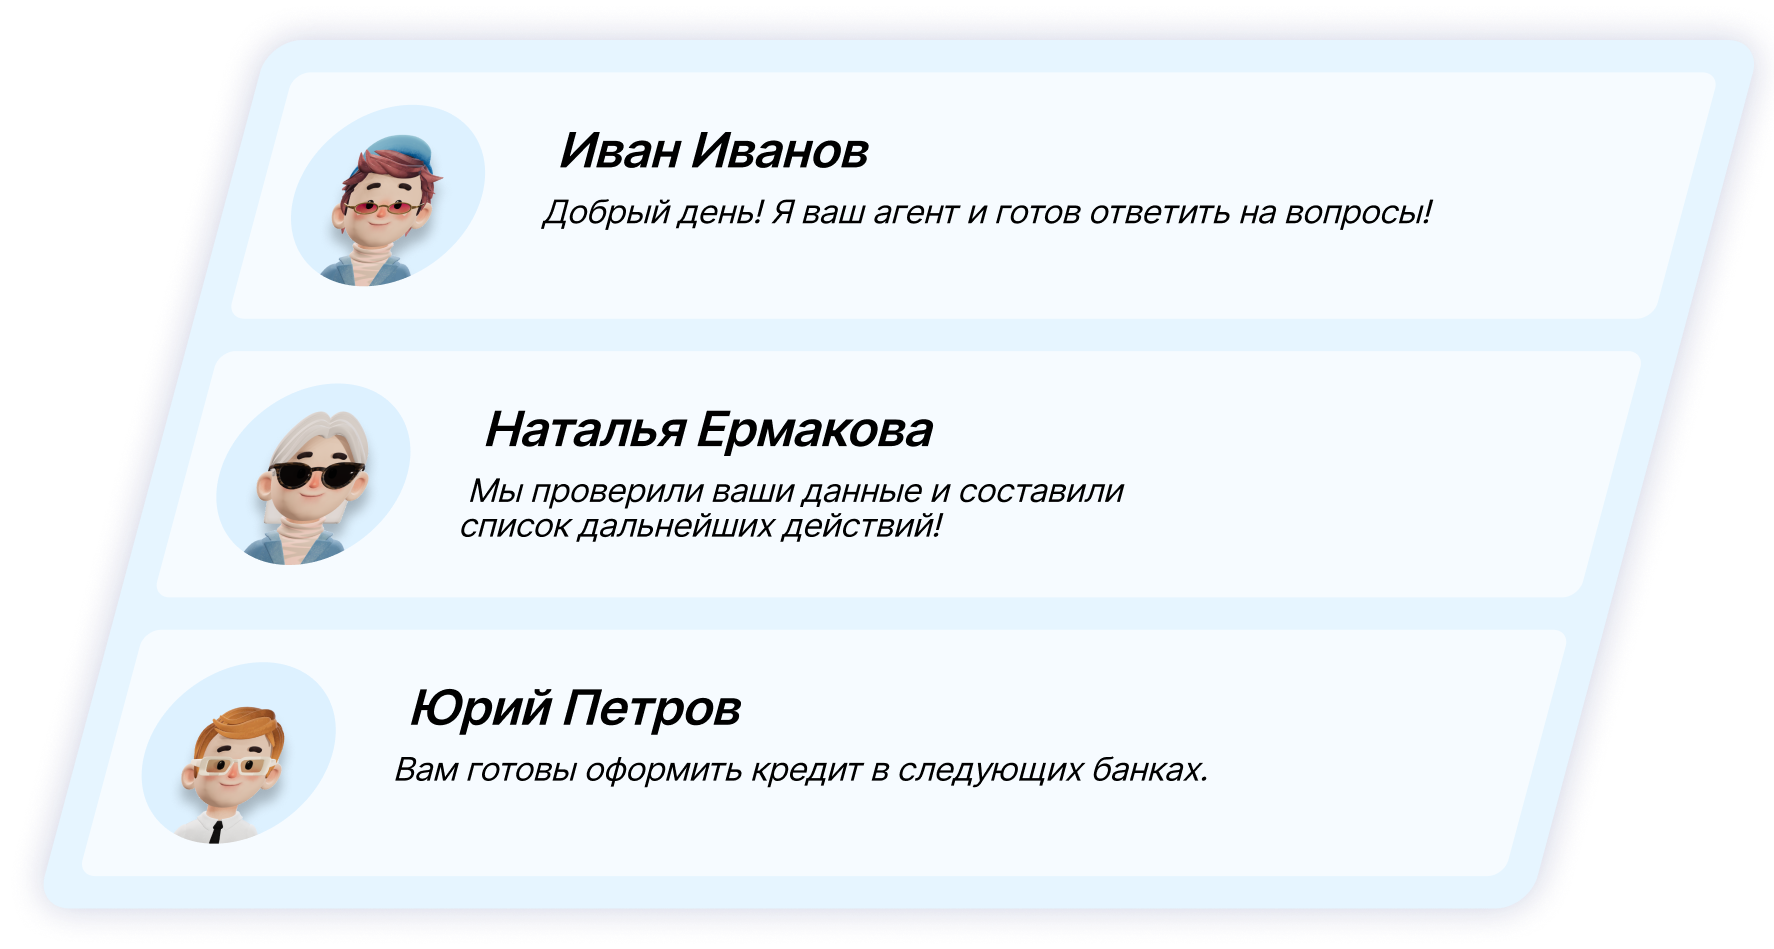 Иван Иванов
Добрый день! Я ваш агент и готов ответить на вопросы!
Наталья Ермакова
Мы проверили ваши данные и составили
список дальнейших действий!
Юрий Петров
Вам готовы оформить кредит в следующих банках.